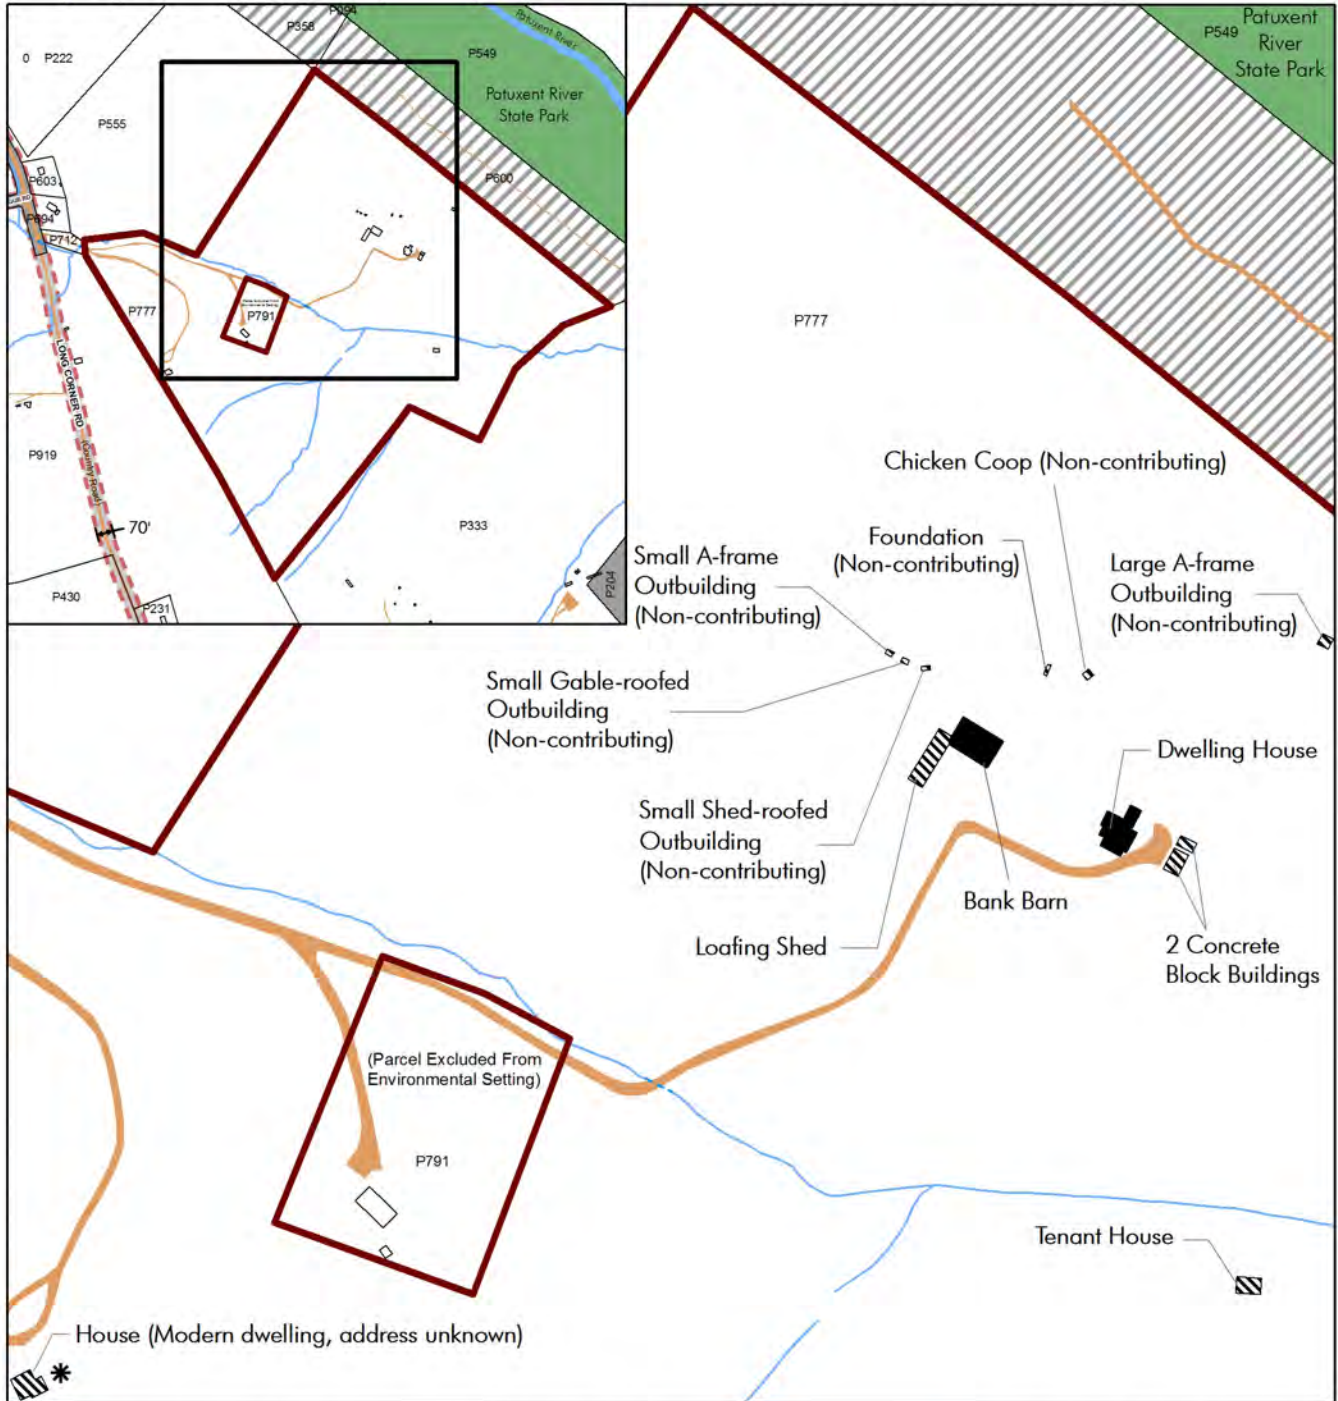 P094
P358
Patuxent River
P549
0 P222
Patuxent River
State Park
P555
P603
P600
P694
P712
P777
P791
LONG CORNER RD
(Country Road)
P919
70'
P333
P430
P231
P204
P549
Patuxent
River
State Park
P777
Chicken Coop (Non-contributing)
Foundation
(Non-contributing)
Small A-frame
Outbuilding
(Non-contributing)
Large A-frame
Outbuilding
(Non-contributing)
Small Gable-roofed
Outbuilding
(Non-contributing)
Dwelling House
Small Shed-roofed
Outbuilding
(Non-contributing)
Bank Barn
Loafing Shed
2 Concrete
Block Buildings
(Parcel Excluded From
Environmental Setting)
P791
Tenant House
House (Modern dwelling, address unknown)